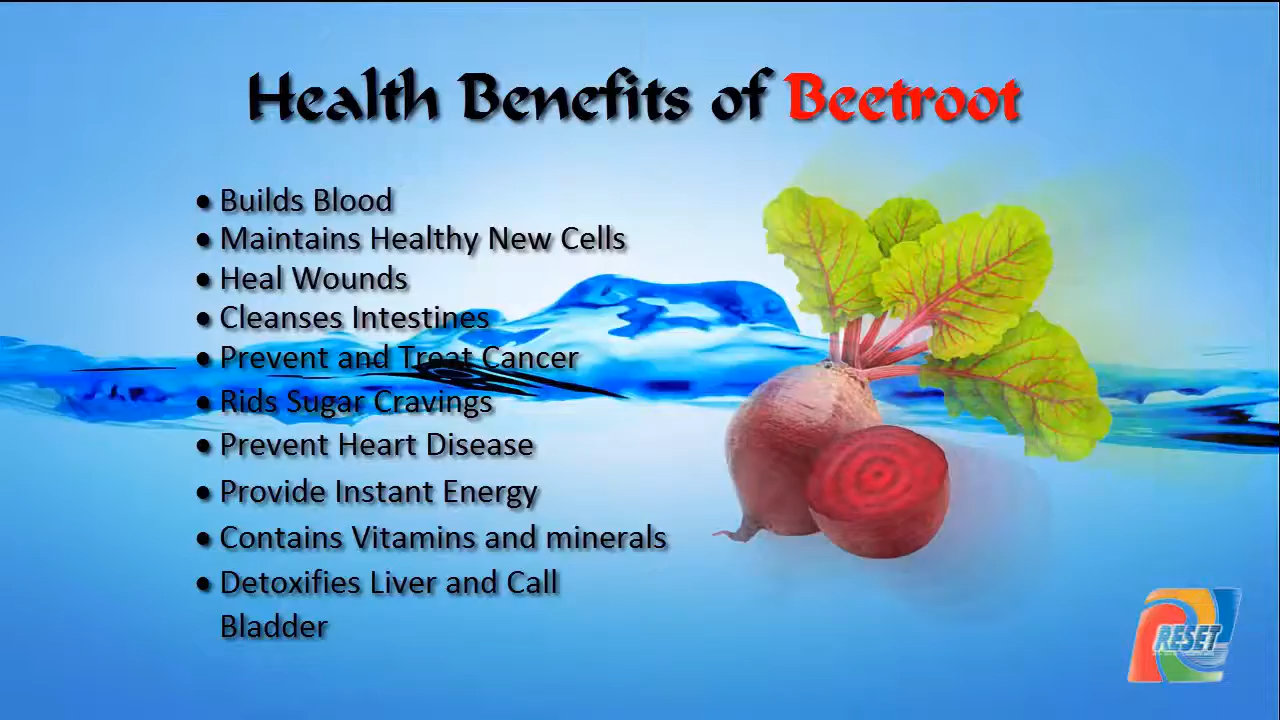 Health Benefits of Beetroot
• Builds Blood
• Maintains Healthy New Cells
• Heal Wounds
• Cleanses Intestines
• Prevent and Treat Cancer
• Rids Sugar Cravings
• Prevent Heart Disease
• Provide Instant Energy
• Contains Vitamins and minerals
• Detoxifies Liver and Call
Bladder
RESET